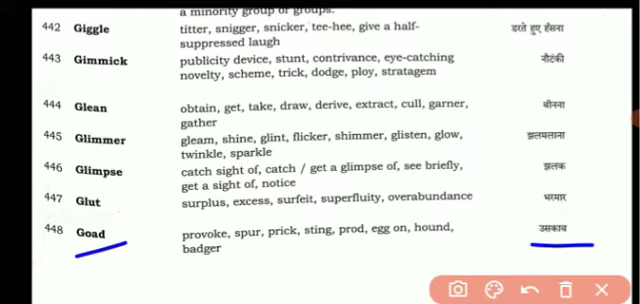 a minority group or groups.
442 Giggle titter, snigger, snicker, tee-hee, give a half- डरते हुए हँसना
suppressed laugh
443 Gimmick publicity device, stunt, contrivance, eye-catching नौटंकी
novelty, scheme, trick, dodge, ploy, stratagem
444 Glean obtain, get, take, draw, derive, extract, cull, garner, बीनना
gather
445 Glimmer gleam, shine, glint, flicker, shimmer, glisten, glow, झलमलाना
twinkle, sparkle
446 Glimpse catch sight of, catch / get a glimpse of, see briefly, झलक
get a sight of, notice
447 Glut surplus, excess, surfeit, superfluity, overabundance भरमार
448 Goad provoke, spur, prick, sting, prod, egg on, hound, उसकाव
badger